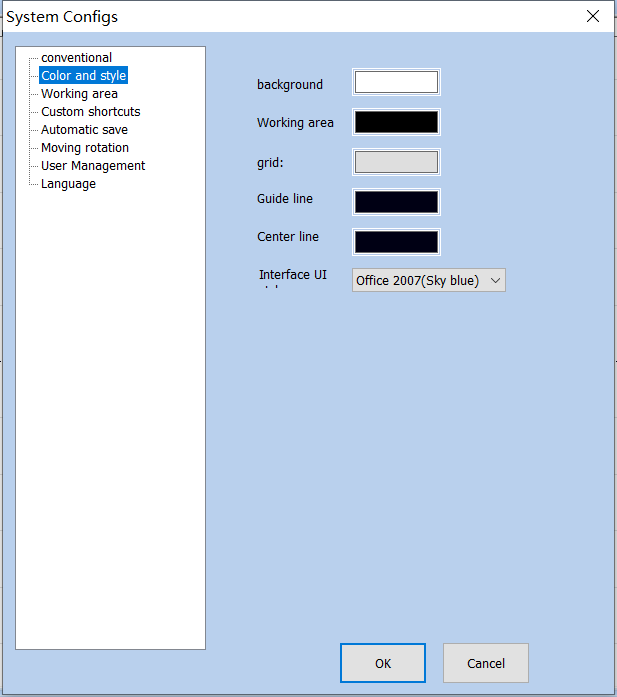 System Configs
conventional
Color and style
Working area
Custom shortcuts
Automatic save
Moving rotation
User Management
Language
background
Working area
grid:
Guide line
Center line
Interface UI
Office 2007(Sky blue)
OK
Cancel